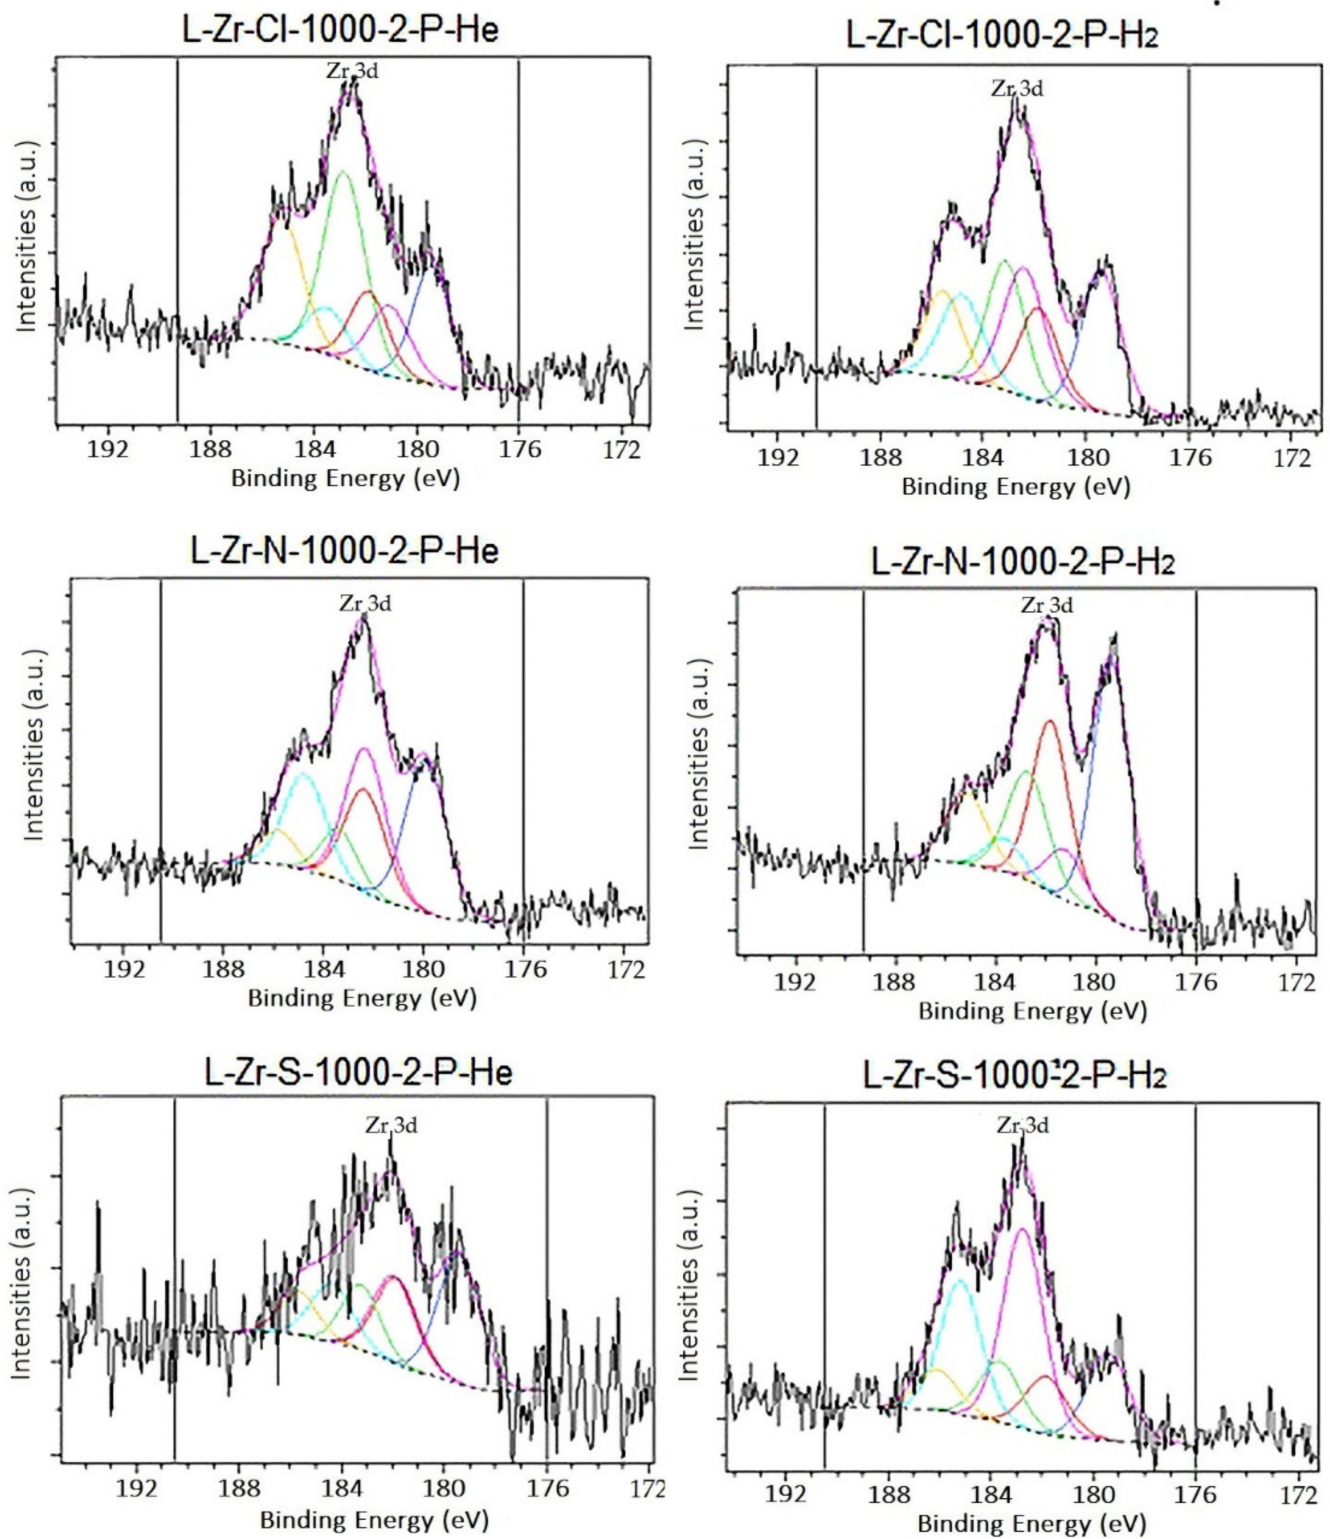 L-Zr-Cl-1000-2-P-He
Zr 3d
Intensities (a.u.)
192 188 184 180 176 172
Binding Energy (eV)
L-Zr-Cl-1000-2-P-H2
Zr 3d
Intensities (a.u.)
192 188 184 180 176 172
Binding Energy (eV)
L-Zr-N-1000-2-P-He
Zr 3d
Intensities (a.u.)
192 188 184 180 176 172
Binding Energy (eV)
L-Zr-N-1000-2-P-H2
Zr 3d
Intensities (a.u.)
192 188 184 180 176 172
Binding Energy (eV)
L-Zr-S-1000-2-P-He
Zr 3d
Intensities (a.u.)
192 188 184 180 176 172
Binding Energy (eV)
L-Zr-S-1000-2-P-H2
Zr 3d
Intensities (a.u.)
192 188 184 180 176 172
Binding Energy (eV)